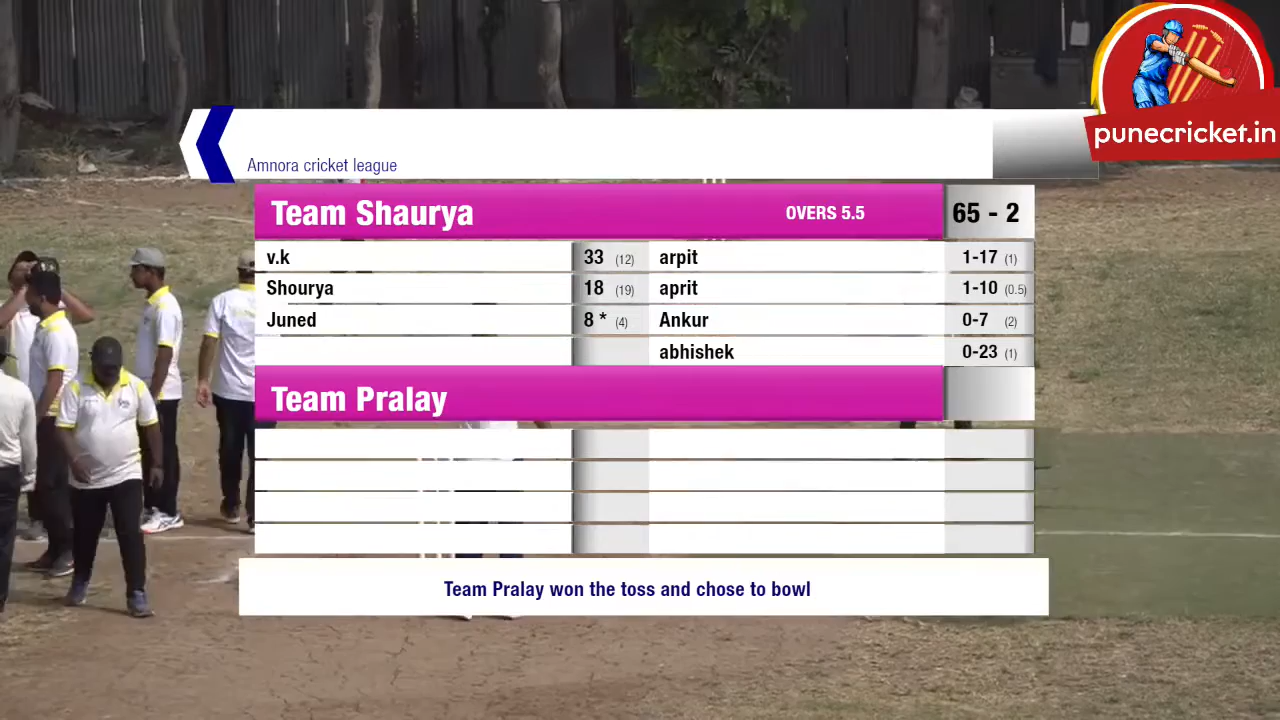 punecricket.in
Amnora cricket league
Team Shaurya OVERS 5.5 65 - 2
v.k 33 (12) arpit 1-17 (1)
Shourya 18 (19) aprit 1-10 (0.5)
Juned 8 * (4) Ankur 0-7 (2)
abhishek 0-23 (1)
Team Pralay
Team Pralay won the toss and chose to bowl